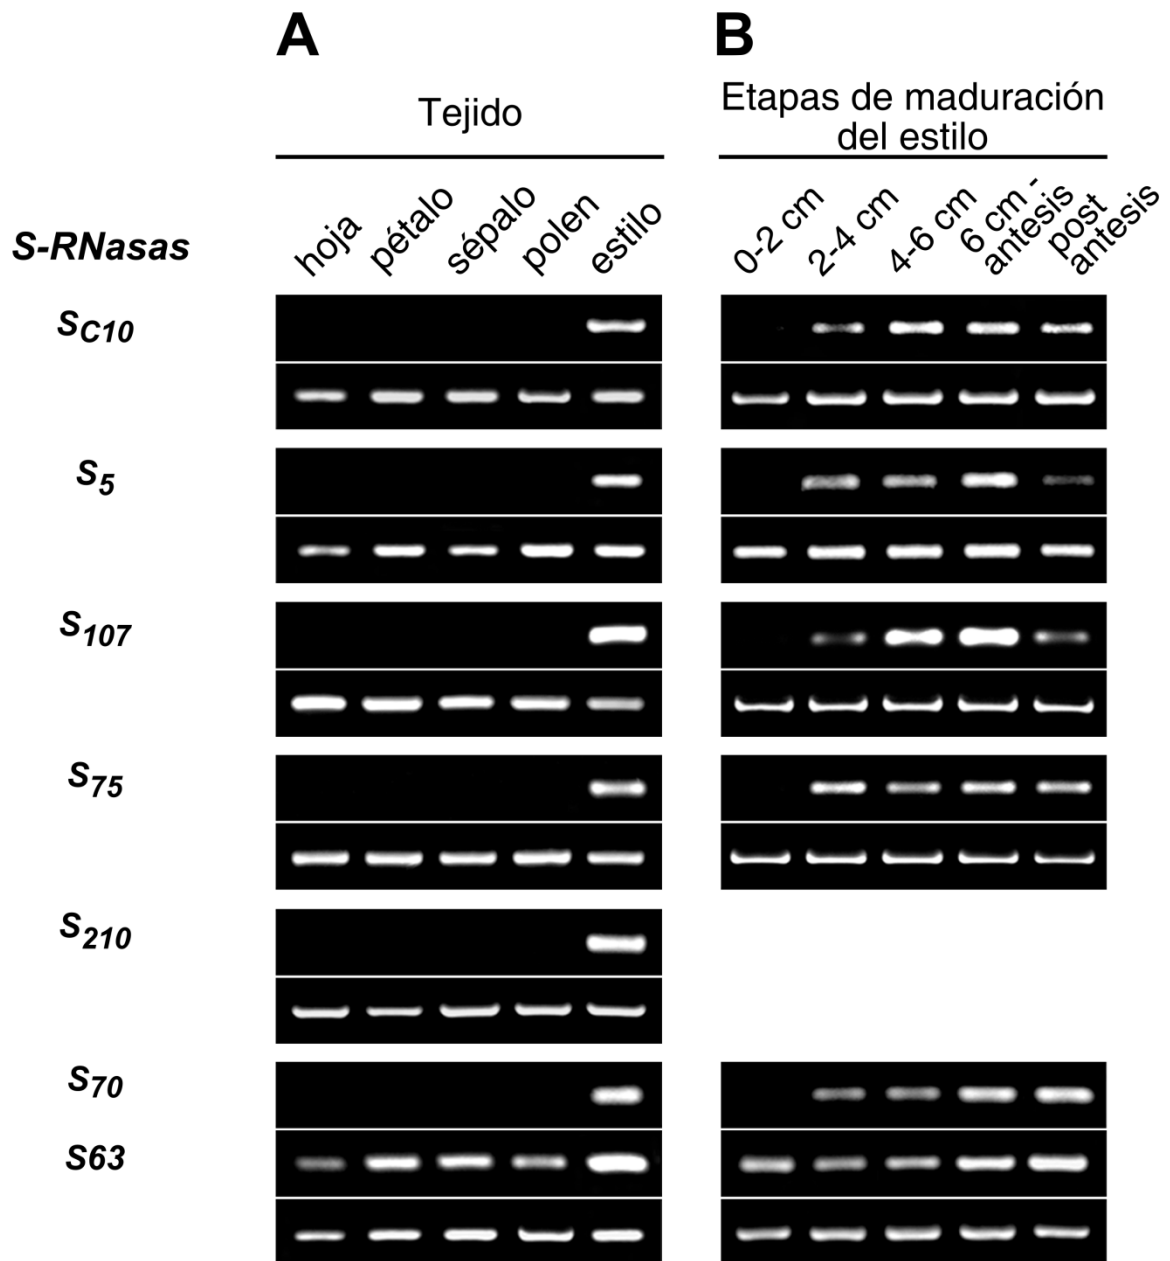 A
B
Tejido
Etapas de maduración
del estilo
S-RNasas
hoja
pétalo
sépalo
polen
estilo
0-2 cm
2-4 cm
4-6 cm
6 cm -
antesis
post
antesis
SC10
S5
S107
S75
S210
S70
S63